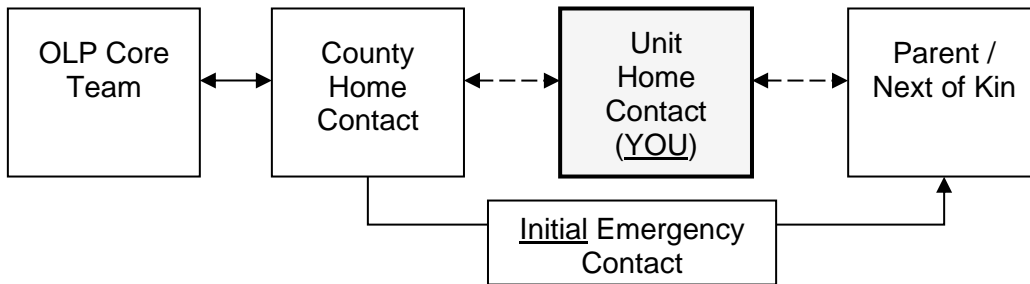 OLP Core
Team
County
Home
Contact
Unit
Home
Contact
(YOU)
Parent /
Next of Kin
Initial Emergency
Contact